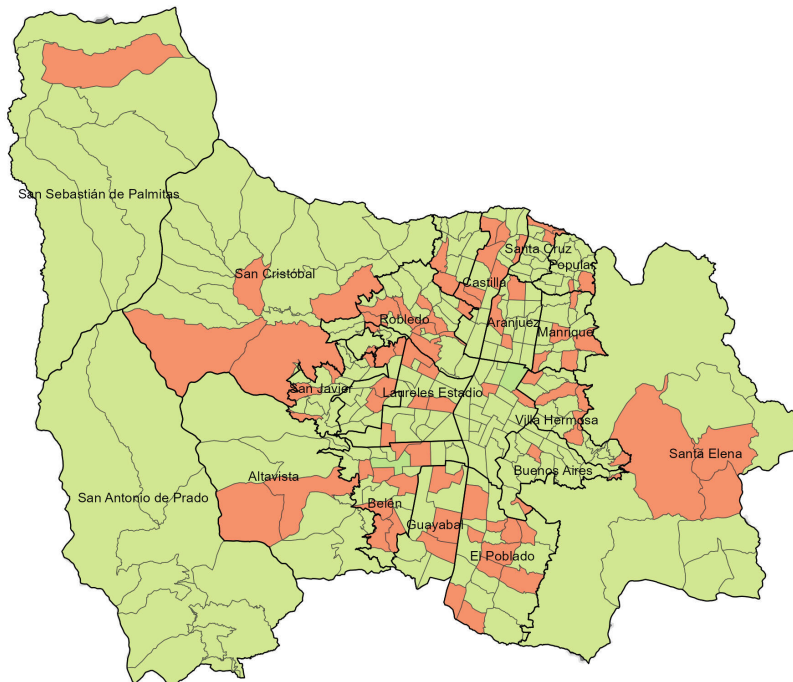 San Sebastián de Palmitas
San Cristóbal
Santa Cruz
Popular
Castilla
Robledo
Aranjuez
Manrique
San Javier
Laureles Estadio
Villa Hermosa
Santa Elena
Buenos Aires
Altavista
San Antonio de Prado
Belén
Guayabal
El Poblado